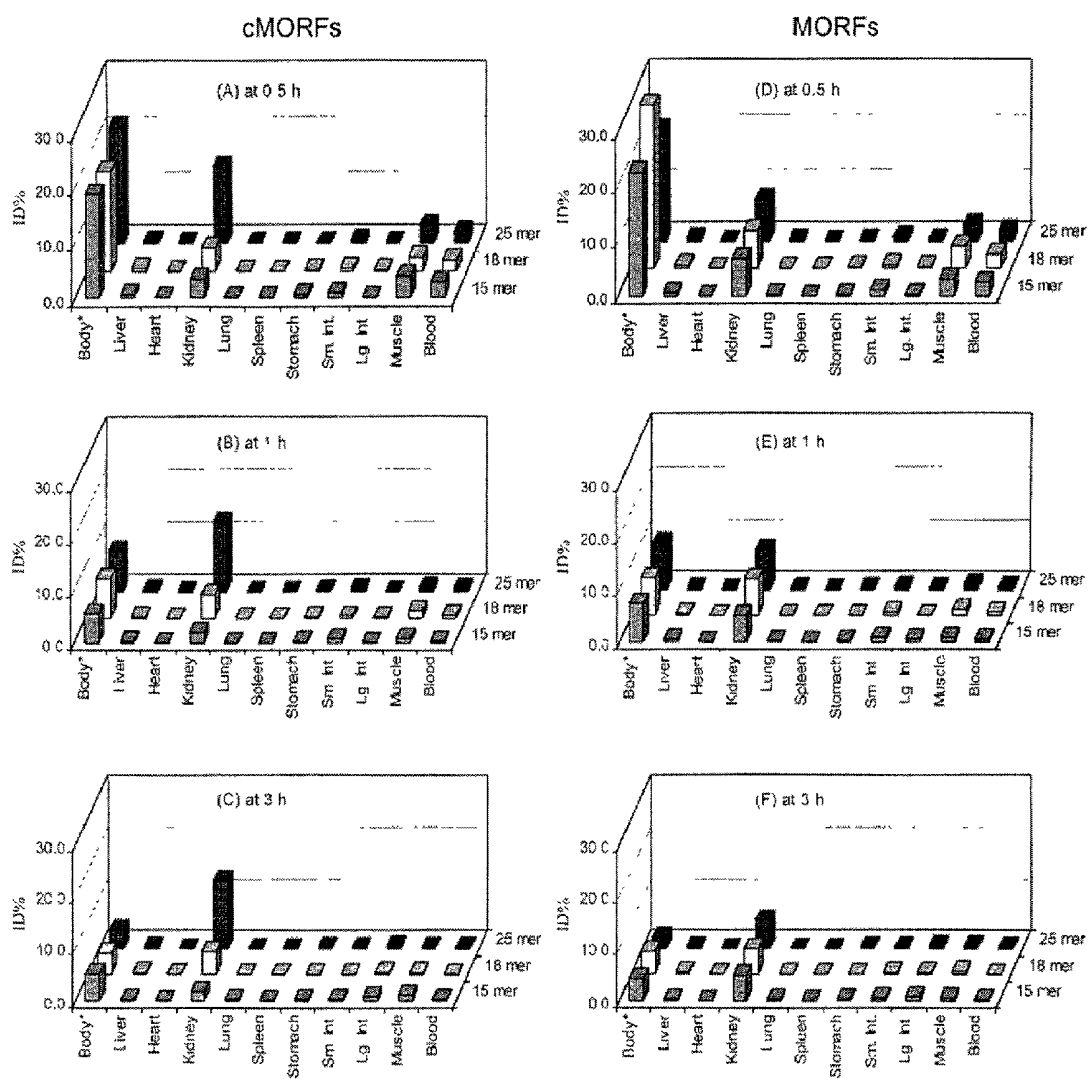 cMORFs
MORFs
(A) at 0 5 h
30.0
20.0
10.0
0.0
ID%
25 mer
18 mer
15 mer
Body*
Liver
Heart
Kidney
Lung
Spleen
Stomach
Sm. Int.
Lg Int
Muscle
Blood
(D) at 0.5 h
30.0
20.0
10.0
0.0
ID%
25 mer
18 mer
15 mer
Body*
Liver
Heart
Kidney
Lung
Spleen
Stomach
Sm. Int
Lg. Int.
Muscle
Blood
(B) at 1 h
30.0
20.0
10.0
0 0
ID%
25 mer
18 mer
15 mer
Body*
Liver
Heart
Kidney
Lung
Spleen
Stomach
Sm Int
Lg Int
Muscle
Blood
(E) at 1 h
30.0
20.0
10.0
0.0
ID%
25 mer
18 mer
15 mer
Body*
Liver
Heart
Kidney
Lung
Spleen
Stomach
Sm Int
Lg Int
Muscle
Blood
(C) at 3 h
30.0
20.0
10.0
0.0
ID%
25 mer
18 mer
15 mer
Body*
Liver
Heart
Kidney
Lung
Spleen
Stomach
Sm Int
Lg Int
Muscle
Blood
(F) at 3 h
30.0
20.0
10.0
0.0
ID%
25 mer
18 mer
15 mer
Body*
Liver
Heart
Kidney
Lung
Spleen
Stomach
Sm. Int.
Lg. Int
Muscle
Blood